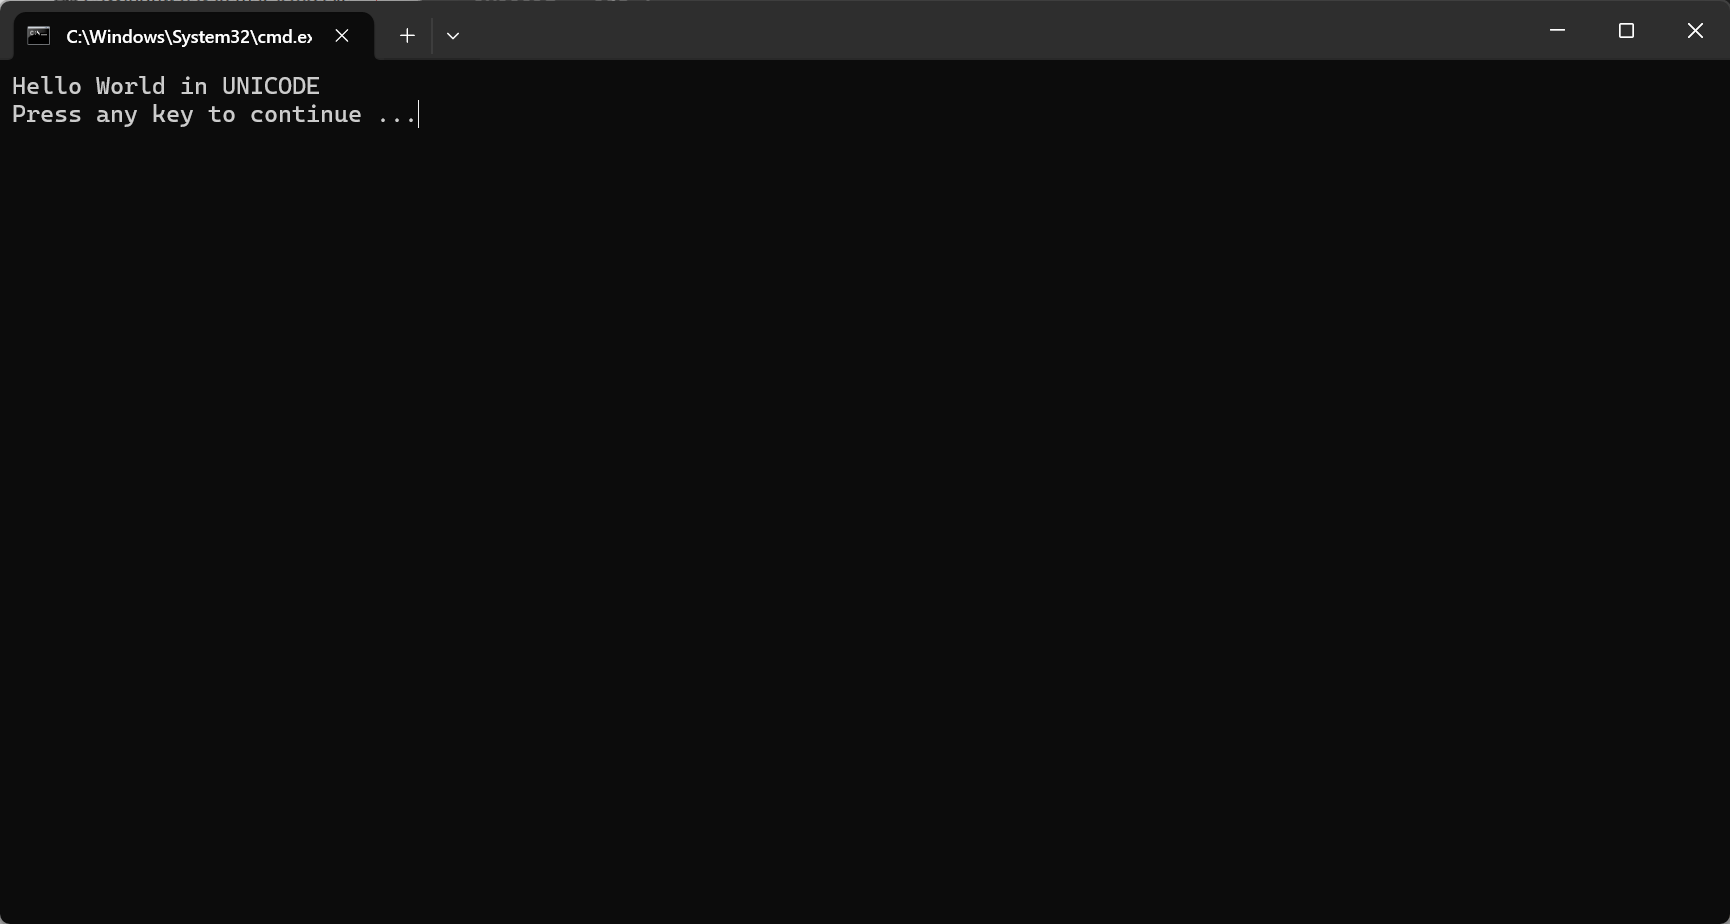 C:\Windows\System32\cmd.ex
Hello World in UNICODE
Press any key to continue ...